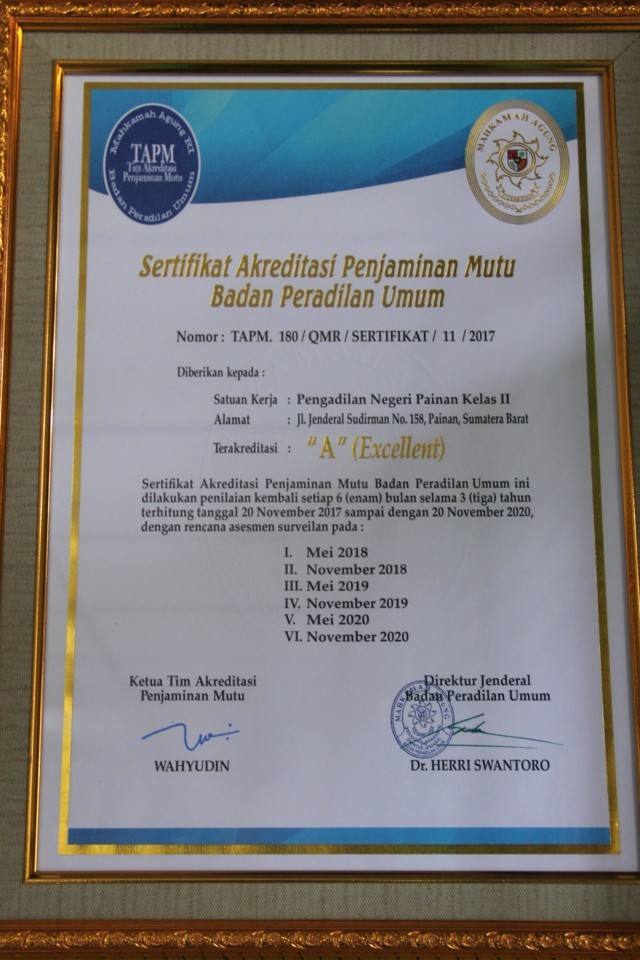 Mahkamah Agung RI
TAPM
Tim Akreditasi
Penjaminan Mutu
Badan Peradilan Umum
MAHKAMAH AGUNG
Sertifikat Akreditasi Penjaminan Mutu
Badan Peradilan Umum
Nomor : TAPM. 180 / QMR / SERTIFIKAT / 11 / 2017
Diberikan kepada :
Satuan Kerja : Pengadilan Negeri Painan Kelas II
Alamat : Jl. Jenderal Sudirman No. 158, Painan, Sumatera Barat
Terakreditasi : "A" (Excellent)
Sertifikat Akreditasi Penjaminan Mutu Badan Peradilan Umum ini
dilakukan penilaian kembali setiap 6 (enam) bulan selama 3 (tiga) tahun
terhitung tanggal 20 November 2017 sampai dengan 20 November 2020,
dengan rencana asesmen surveilan pada :
I. Mei 2018
II. November 2018
III. Mei 2019
IV. November 2019
V. Mei 2020
VI. November 2020
Ketua Tim Akreditasi
Penjaminan Mutu
WAHYUDIN
Direktur Jenderal
Badan Peradilan Umum
MAHKAMAH AGUNG
Dr. HERRI SWANTORO